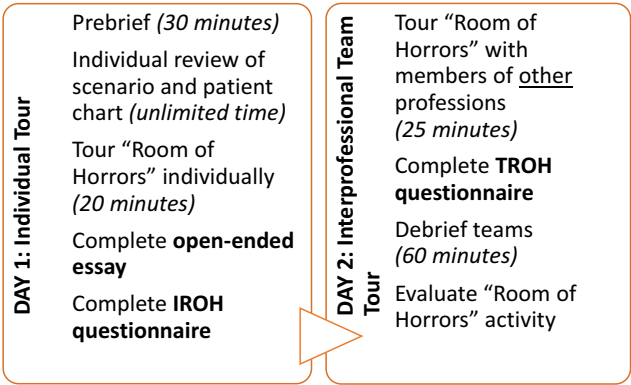 DAY 1: Individual Tour
Prebrief (30 minutes)
Individual review of
scenario and patient
chart (unlimited time)
Tour “Room of
Horrors” individually
(20 minutes)
Complete open-ended
essay
Complete IROH
questionnaire
DAY 2: Interprofessional Team
Tour
Tour “Room of
Horrors” with
members of other
professions
(25 minutes)
Complete TROH
questionnaire
Debrief teams
(60 minutes)
Evaluate “Room of
Horrors” activity